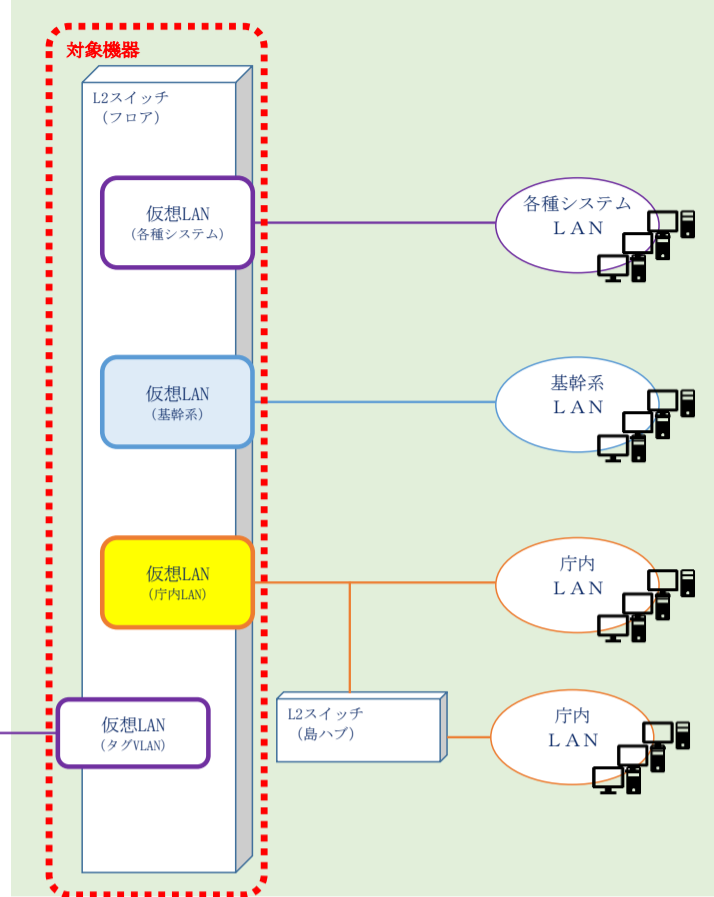 対象機器
L2スイッチ
（フロア）
仮想LAN
（各種システム）
各種システム
ＬＡＮ
仮想LAN
（基幹系）
基幹系
ＬＡＮ
仮想LAN
（庁内LAN）
庁内
ＬＡＮ
仮想LAN
（タグVLAN）
L2スイッチ
（島ハブ）
庁内
ＬＡＮ